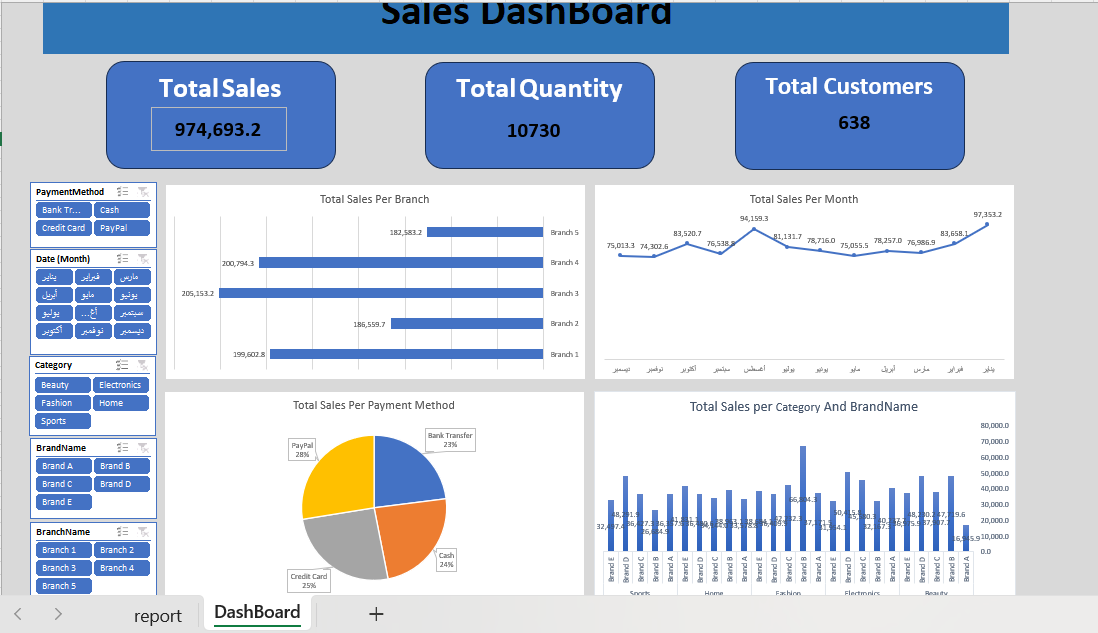 Sales DashBoard
Total Sales
974,693.2
Total Quantity
10730
Total Customers
638
PaymentMethod
Bank Tr... Cash
Credit Card PayPal
Date (Month)
يناير فبراير مارس
أبريل مايو يونيو
يوليو أغ... سبتمبر
أكتوبر نوفمبر ديسمبر
Category
Beauty Electronics
Fashion Home
Sports
BrandName
Brand A Brand B
Brand C Brand D
Brand E
BranchName
Branch 1 Branch 2
Branch 3 Branch 4
Branch 5
Total Sales Per Branch
182,583.2 Branch 5
200,794.3 Branch 4
205,153.2 Branch 3
186,559.7 Branch 2
199,602.8 Branch 1
Total Sales Per Month
75,013.3 74,302.6 83,520.7 76,538.8 94,159.3 81,131.7 78,716.0 75,055.5 78,257.0 76,986.9 83,658.1 97,353.2
ديسمبر نوفمبر أكتوبر سبتمبر أغسطس يوليو يونيو مايو أبريل مارس فبراير يناير
Total Sales Per Payment Method
PayPal
28%
Bank Transfer
23%
Cash
24%
Credit Card
25%
Total Sales per Category And BrandName
80,000.0
70,000.0
60,000.0
50,000.0
40,000.0
30,000.0
20,000.0
10,000.0
0.0
Brand E Brand D Brand C Brand B Brand A Brand E Brand D Brand C Brand B Brand A Brand E Brand D Brand C Brand B Brand A Brand E Brand D Brand C Brand B Brand A Brand E Brand D Brand C Brand B Brand A
Sports Home Fashion Electronics Beauty
report DashBoard